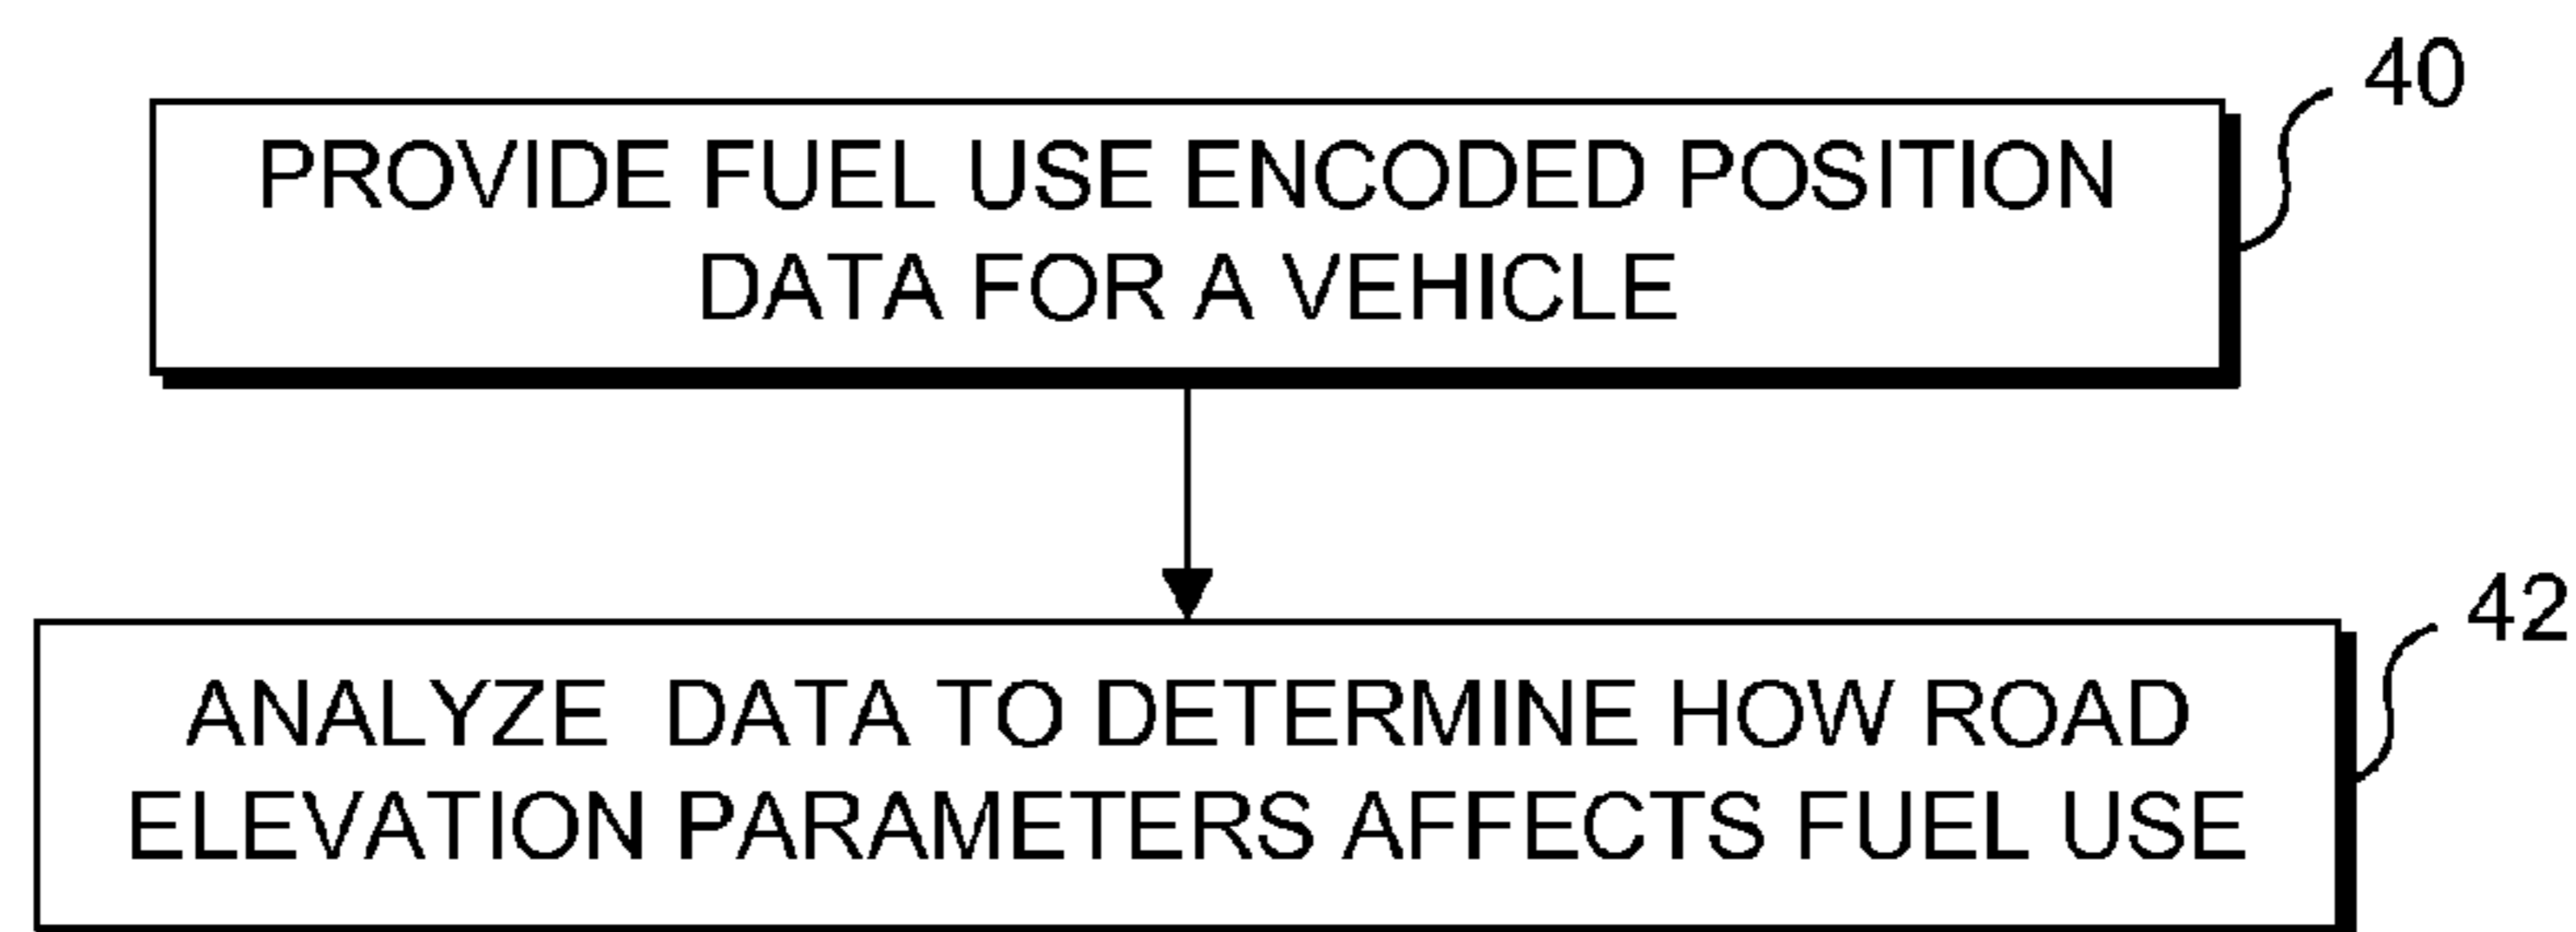 40
PROVIDE FUEL USE ENCODED POSITION
DATA FOR A VEHICLE
42
ANALYZE DATA TO DETERMINE HOW ROAD
ELEVATION PARAMETERS AFFECTS FUEL USE